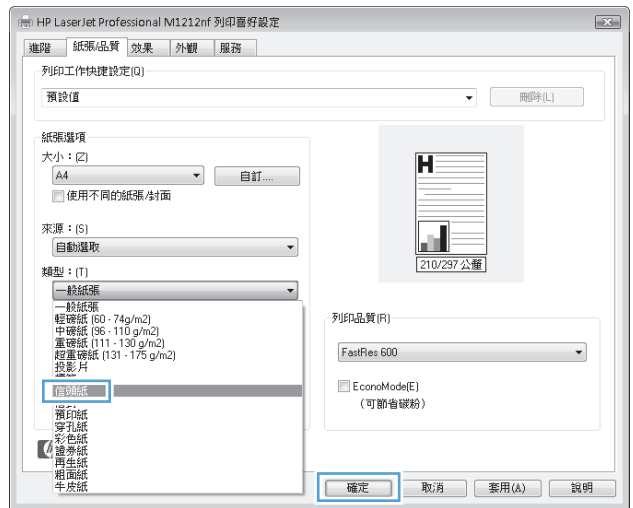 HP LaserJet Professional M1212nf 列印喜好設定
進階 紙張/品質 效果 外觀 服務
列印工作快捷設定(Q)
預設值
刪除(L)
紙張選項
大小：(Z)
A4
自訂....
使用不同的紙張/封面
來源：(S)
自動選取
類型：(T)
一般紙張
一般紙張
輕磅紙 (60 - 74g/m2)
中磅紙 (96 - 110 g/m2)
重磅紙 (111 - 130 g/m2)
超重磅紙 (131 - 175 g/m2)
投影片
信頭紙
預印紙
穿孔紙
彩色紙
證券紙
再生紙
粗面紙
牛皮紙
H
210/297 公釐
列印品質(R)
FastRes 600
EconoMode(E)
（可節省碳粉）
確定 取消 套用(A) 說明